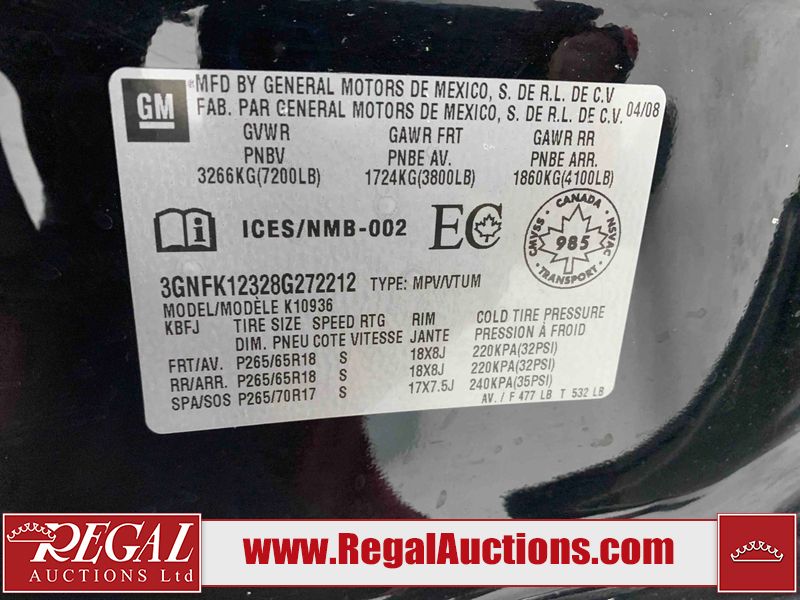 GM
MFD BY GENERAL MOTORS DE MEXICO, S. DE R.L. DE C.V
FAB. PAR GENERAL MOTORS DE MEXICO, S. DE R.L. DE C.V. 04/08
GVWR GAWR FRT GAWR RR
PNBV PNBE AV. PNBE ARR.
3266KG(7200LB) 1724KG(3800LB) 1860KG(4100LB)
ICES/NMB-002 EC
CANADA
CMVSS 985 NSVAC
TRANSPORT
3GNFK12328G272212 TYPE: MPV/VTUM
MODEL/MODÈLE K10936
KBFJ TIRE SIZE SPEED RTG RIM COLD TIRE PRESSURE
DIM. PNEU COTE VITESSE JANTE PRESSION À FROID
FRT/AV. P265/65R18 S 18X8J 220KPA(32PSI)
RR/ARR. P265/65R18 S 18X8J 220KPA(32PSI)
SPA/SOS P265/70R17 S 17X7.5J 240KPA(35PSI)
AV. / F 477 LB T 532 LB
REGAL
AUCTIONS Ltd
www.RegalAuctions.com